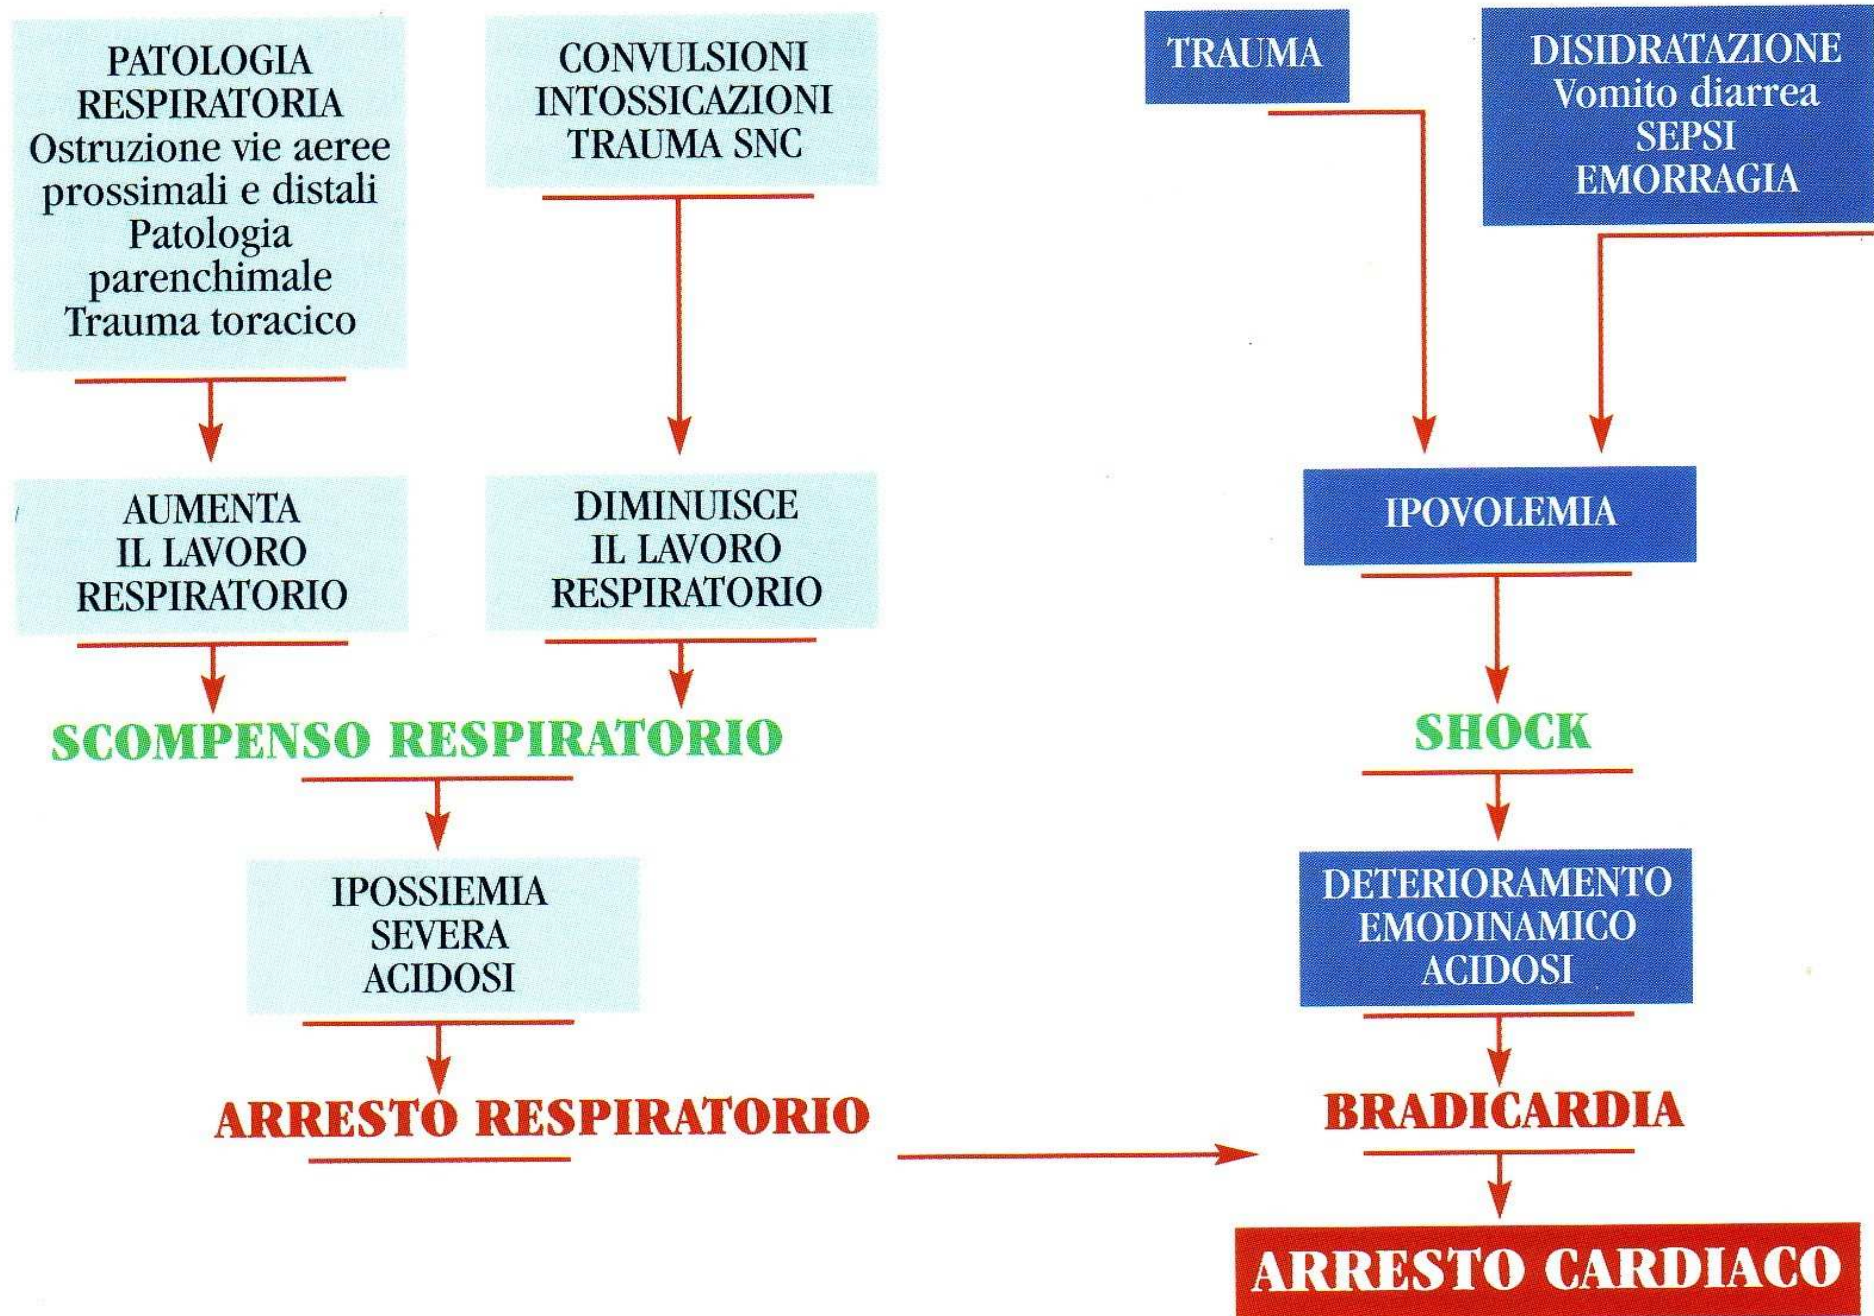 PATOLOGIA
RESPIRATORIA
Ostruzione vie aeree
prossimali e distali
Patologia
parenchimale
Trauma toracico
CONVULSIONI
INTOSSICAZIONI
TRAUMA SNC
TRAUMA
DISIDRATAZIONE
Vomito diarrea
SEPSI
EMORRAGIA
AUMENTA
IL LAVORO
RESPIRATORIO
DIMINUISCE
IL LAVORO
RESPIRATORIO
IPOVOLEMIA
SCOMPENSO RESPIRATORIO
SHOCK
IPOSSIEMIA
SEVERA
ACIDOSI
DETERIORAMENTO
EMODINAMICO
ACIDOSI
ARRESTO RESPIRATORIO
BRADICARDIA
ARRESTO CARDIACO